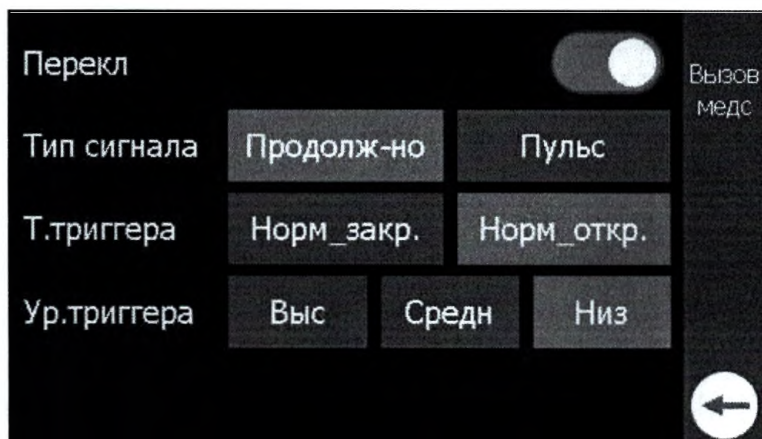 Перекл
Вызов
медс
Тип сигнала Продолж-но Пульс
Т.триггера Норм_закр. Норм_откр.
Ур.триггера Выс Средн Низ